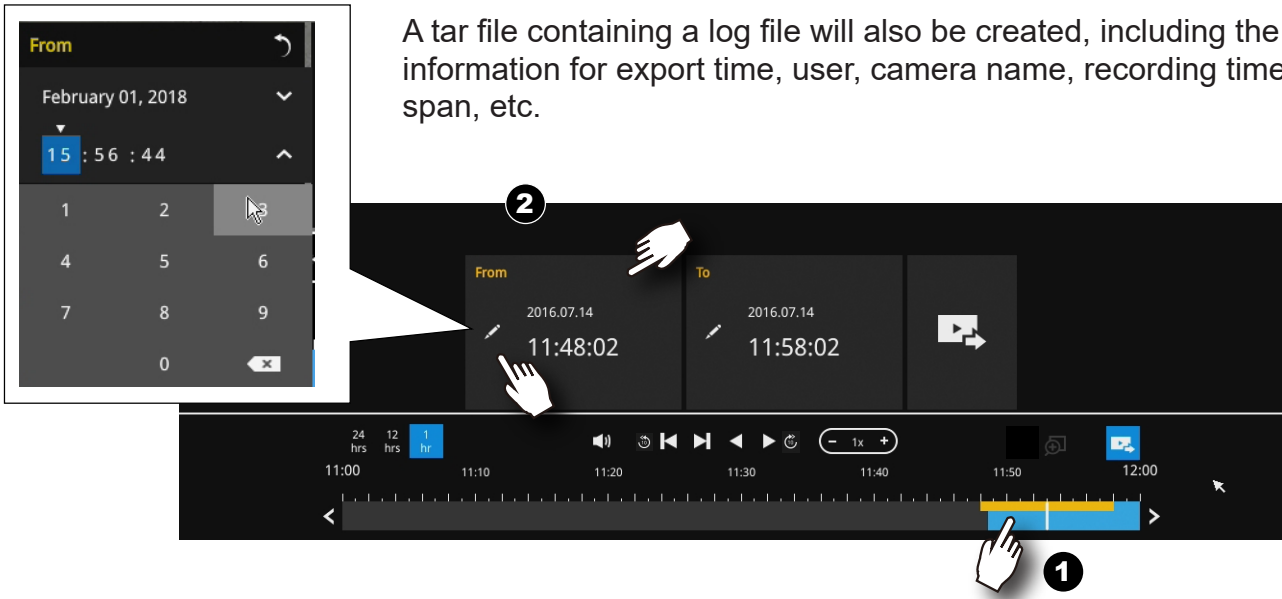 A tar file containing a log file will also be created, including the
information for export time, user, camera name, recording time
span, etc.
From
February 01, 2018
15 : 56 : 44
1 2 3
4 5 6
7 8 9
0
2
From
2016.07.14
11:48:02
To
2016.07.14
11:58:02
24 hrs
12 hrs
1 hr
10
- 1x +
10
11:00 11:10 11:20 11:30 11:40 11:50 12:00
1